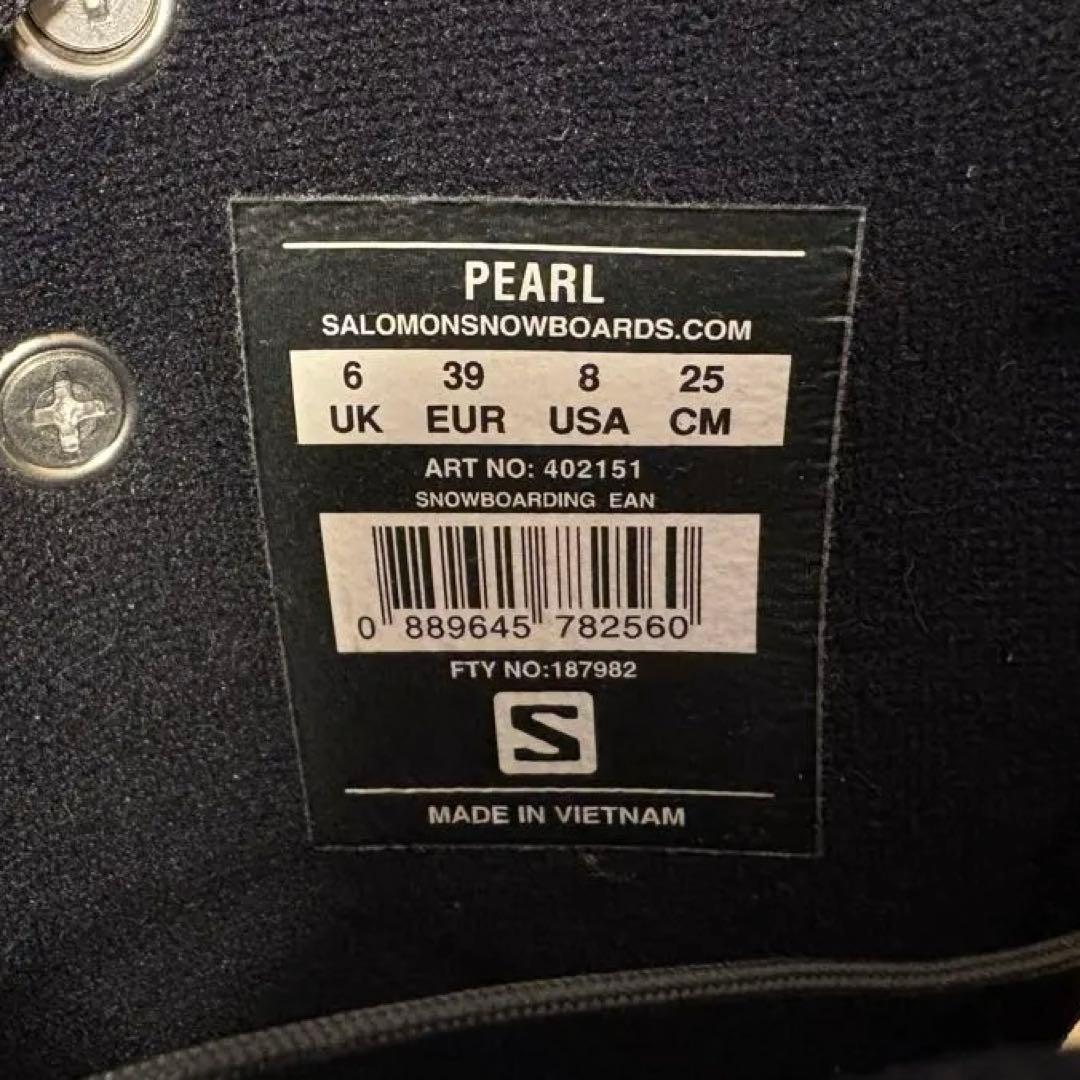 PEARL
SALOMONSNOWBOARDS.COM
6 39 8 25
UK EUR USA CM
ART NO: 402151
SNOWBOARDING EAN
0 889645 782560
FTY NO:187982
S
MADE IN VIETNAM